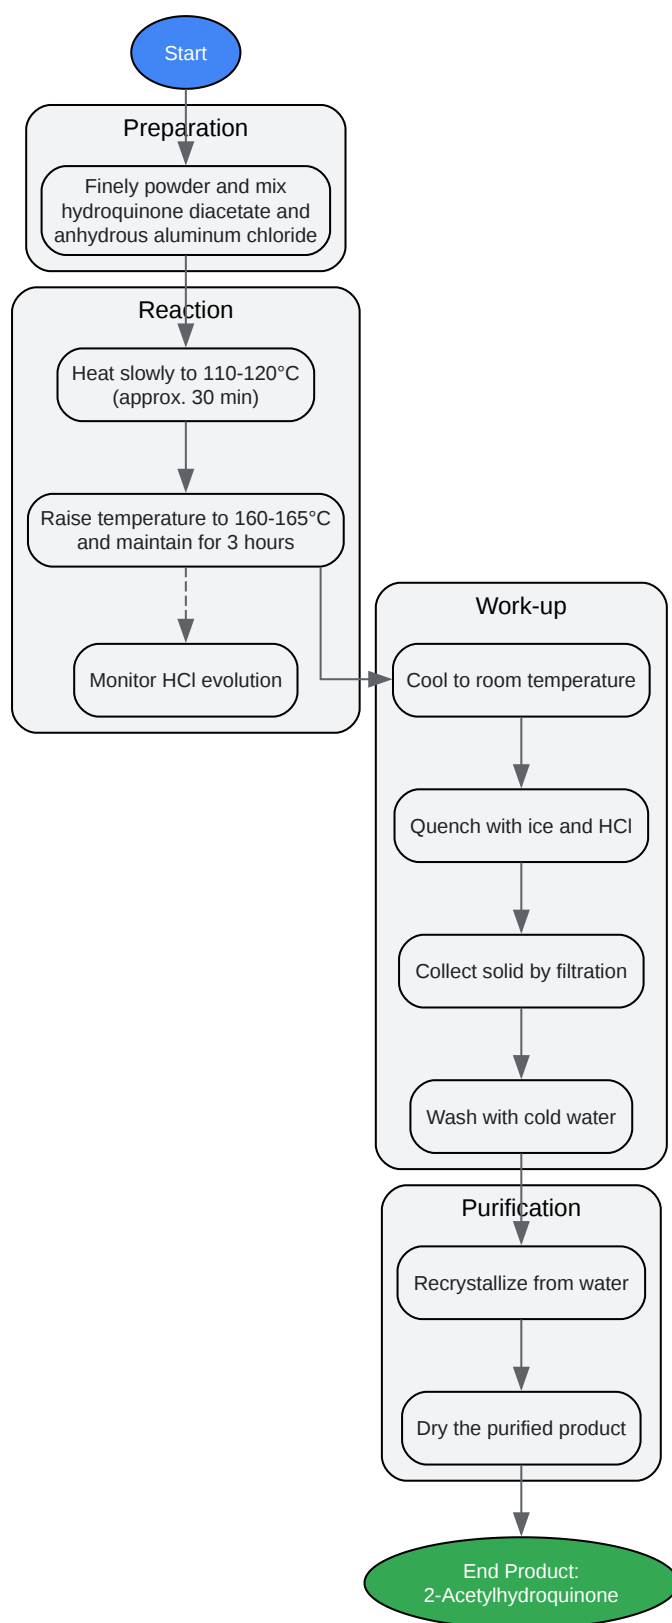 Start
Preparation
Finely powder and mix
hydroquinone diacetate and
anhydrous aluminum chloride
Reaction
Heat slowly to 110-120°C
(approx. 30 min)
Raise temperature to 160-165°C
and maintain for 3 hours
Monitor HCl evolution
Work-up
Cool to room temperature
Quench with ice and HCl
Collect solid by filtration
Wash with cold water
Purification
Recrystallize from water
Dry the purified product
End Product:
2-Acetylhydroquinone